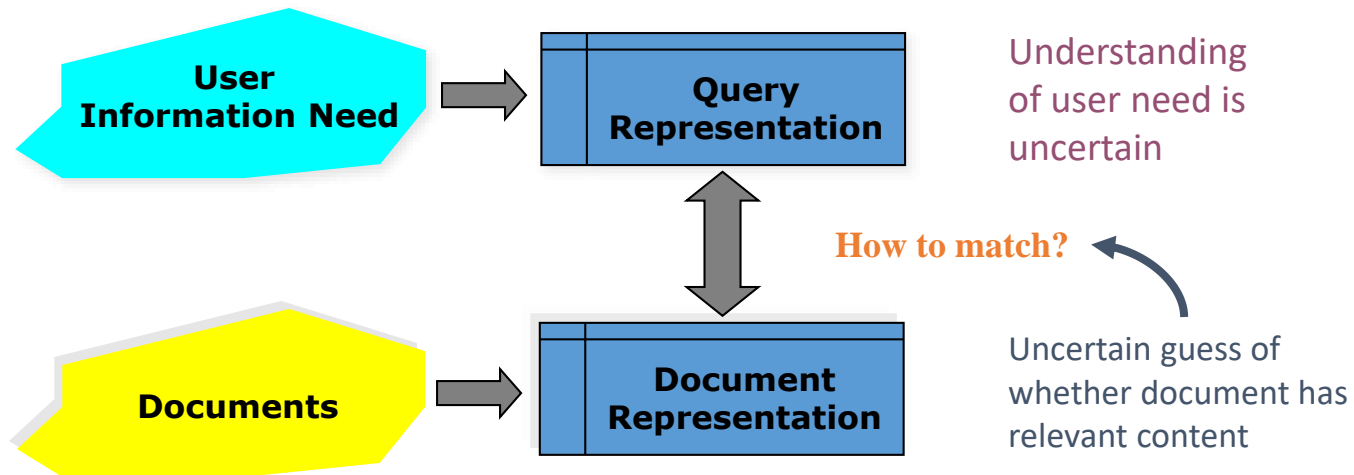 User
Information Need
Query
Representation
Understanding
of user need is
uncertain
How to match?
Documents
Document
Representation
Uncertain guess of
whether document has
relevant content